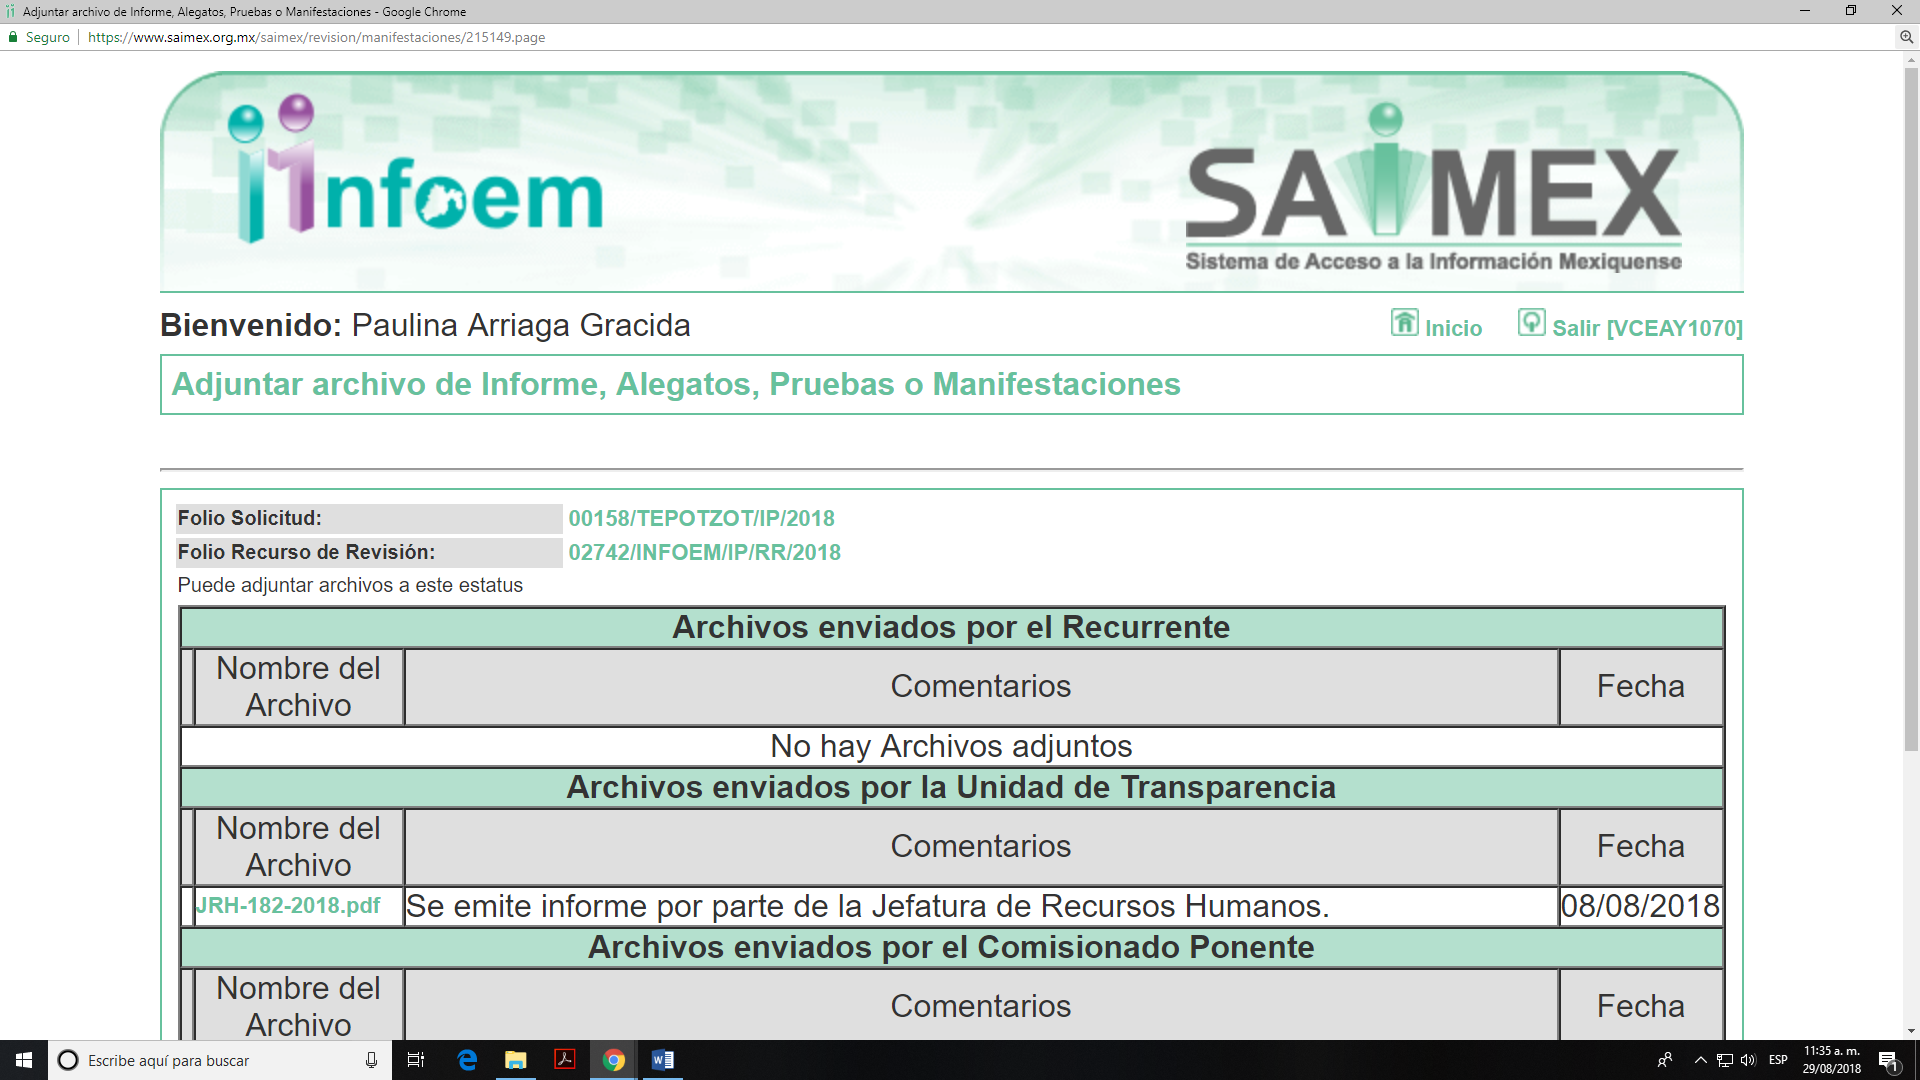 Adjuntar archivo de Informe, Alegatos, Pruebas o Manifestaciones - Google Chrome
Seguro https://www.saimex.org.mx/saimex/revision/manifestaciones/215149.page
infoem
SAIMEX
Sistema de Acceso a la Información Mexiquense
Bienvenido: Paulina Arriaga Gracida
Inicio Salir [VCEAY1070]
Adjuntar archivo de Informe, Alegatos, Pruebas o Manifestaciones
Folio Solicitud: 00158/TEPOTZOT/IP/2018
Folio Recurso de Revisión: 02742/INFOEM/IP/RR/2018
Puede adjuntar archivos a este estatus
Archivos enviados por el Recurrente
Nombre del Archivo Comentarios Fecha
No hay Archivos adjuntos
Archivos enviados por la Unidad de Transparencia
Nombre del Archivo Comentarios Fecha
JRH-182-2018.pdf Se emite informe por parte de la Jefatura de Recursos Humanos. 08/08/2018
Archivos enviados por el Comisionado Ponente
Nombre del Archivo Comentarios Fecha
Escribe aquí para buscar
ESP
11:35 a. m.
29/08/2018
1